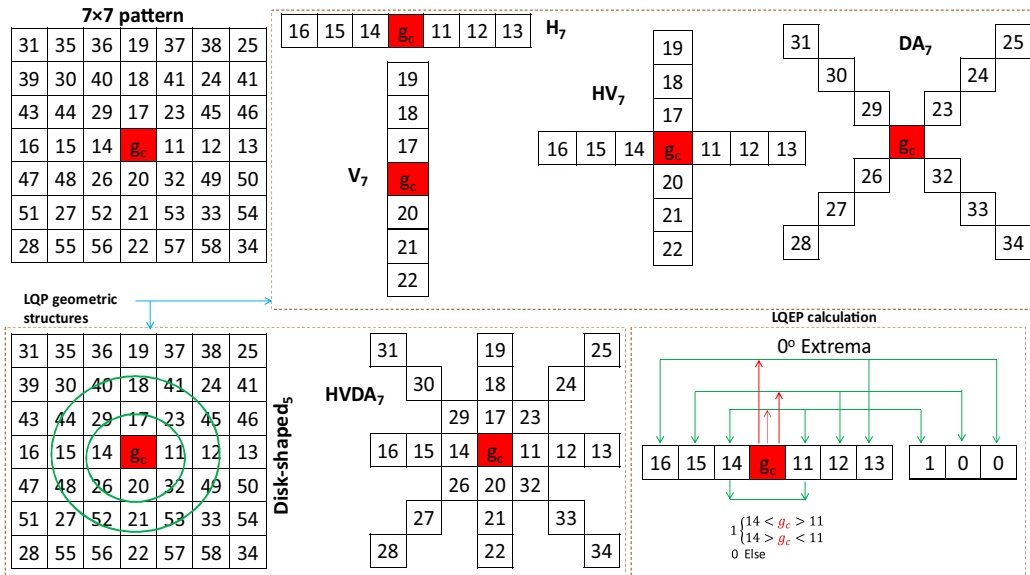 7×7 pattern
31 35 36 19 37 38 25
39 30 40 18 41 24 41
43 44 29 17 23 45 46
16 15 14 gc 11 12 13
47 48 26 20 32 49 50
51 27 52 21 53 33 54
28 55 56 22 57 58 34
16 15 14 gc 11 12 13 H7
19
18
17
V7 gc
20
21
22
19
18
HV7 17
16 15 14 gc 11 12 13
20
21
22
DA7
31 25
30 24
29 23
gc
26 32
27 33
28 34
LQP geometric
structures
31 35 36 19 37 38 25
39 30 40 18 41 24 41
43 44 29 17 23 45 46
16 15 14 gc 11 12 13
47 48 26 20 32 49 50
51 27 52 21 53 33 54
28 55 56 22 57 58 34
Disk-shaped5
HVDA7
31 19 25
30 18 24
29 17 23
16 15 14 gc 11 12 13
26 20 32
27 21 33
28 22 34
LQEP calculation
0° Extrema
16 15 14 gc 11 12 13 1 0 0
1 { 14 < gc > 11
14 > gc < 11
0 Else